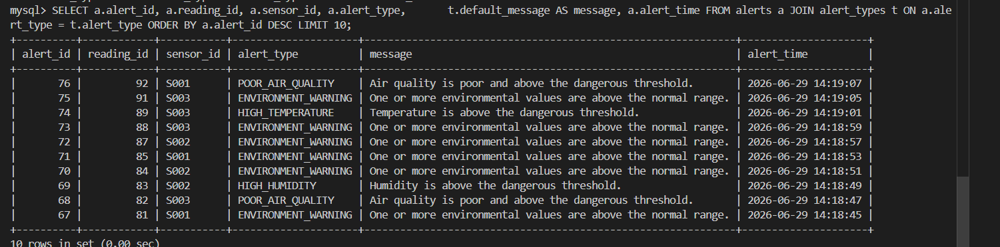 mysql> SELECT a.alert_id, a.reading_id, a.sensor_id, a.alert_type,       t.default_message AS message, a.alert_time FROM alerts a JOIN alert_types t ON a.ale
rt_type = t.alert_type ORDER BY a.alert_id DESC LIMIT 10;
+----------+------------+-----------+---------------------+--------------------------------------------------------------+---------------------+
| alert_id | reading_id | sensor_id | alert_type          | message                                                      | alert_time          |
+----------+------------+-----------+---------------------+--------------------------------------------------------------+---------------------+
|       76 |         92 | S001      | POOR_AIR_QUALITY    | Air quality is poor and above the dangerous threshold.       | 2026-06-29 14:19:07 |
|       75 |         91 | S003      | ENVIRONMENT_WARNING | One or more environmental values are above the normal range. | 2026-06-29 14:19:05 |
|       74 |         89 | S003      | HIGH_TEMPERATURE    | Temperature is above the dangerous threshold.                | 2026-06-29 14:19:01 |
|       73 |         88 | S003      | ENVIRONMENT_WARNING | One or more environmental values are above the normal range. | 2026-06-29 14:18:59 |
|       72 |         87 | S002      | ENVIRONMENT_WARNING | One or more environmental values are above the normal range. | 2026-06-29 14:18:57 |
|       71 |         85 | S001      | ENVIRONMENT_WARNING | One or more environmental values are above the normal range. | 2026-06-29 14:18:53 |
|       70 |         84 | S002      | ENVIRONMENT_WARNING | One or more environmental values are above the normal range. | 2026-06-29 14:18:51 |
|       69 |         83 | S002      | HIGH_HUMIDITY       | Humidity is above the dangerous threshold.                   | 2026-06-29 14:18:49 |
|       68 |         82 | S003      | POOR_AIR_QUALITY    | Air quality is poor and above the dangerous threshold.       | 2026-06-29 14:18:47 |
|       67 |         81 | S001      | ENVIRONMENT_WARNING | One or more environmental values are above the normal range. | 2026-06-29 14:18:45 |
+----------+------------+-----------+---------------------+--------------------------------------------------------------+---------------------+
10 rows in set (0.00 sec)